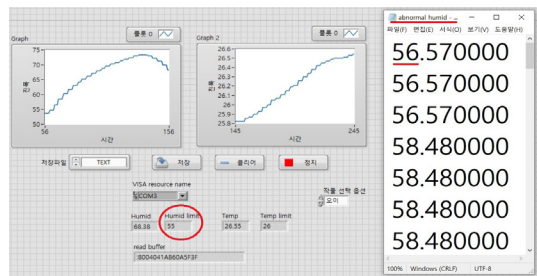 Graph
플롯 0
75
70
65
60
55
50
진폭
56
156
시간
Graph 2
플롯 0
26.6
26.5
26.4
26.3
26.2
26.1
26
25.9
25.8
진폭
145
245
시간
저장파일
TEXT
저장
클리어
정지
VISA resource name
COM3
작물 선택 옵션
오이
Humid
Humid limit
Temp
Temp limit
68.38
55
26.55
26
read buffer
:8004041AB60A5F3F
abnormal humid - ...
파일(F) 편집(E) 서식(O) 보기(V) 도움말(H)
56.570000
56.570000
56.570000
58.480000
58.480000
58.480000
58.480000
100% Windows (CRLF) UTF-8